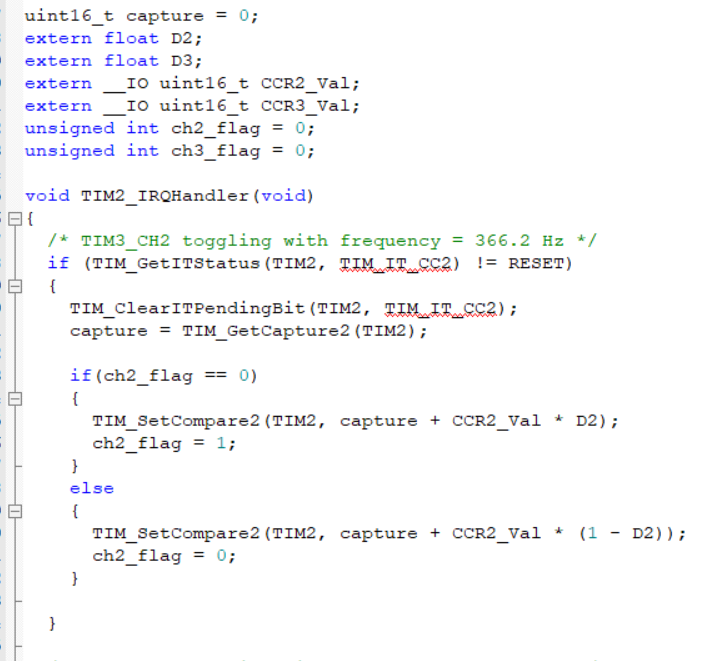 uint16_t capture = 0;
extern float D2;
extern float D3;
extern __IO uint16_t CCR2_Val;
extern __IO uint16_t CCR3_Val;
unsigned int ch2_flag = 0;
unsigned int ch3_flag = 0;
void TIM2_IRQHandler(void)
{
/* TIM3_CH2 toggling with frequency = 366.2 Hz */
if (TIM_GetITStatus(TIM2, TIM_IT_CC2) != RESET)
{
TIM_ClearITPendingBit(TIM2, TIM_IT_CC2);
capture = TIM_GetCapture2(TIM2);
if(ch2_flag == 0)
{
TIM_SetCompare2(TIM2, capture + CCR2_Val * D2);
ch2_flag = 1;
}
else
{
TIM_SetCompare2(TIM2, capture + CCR2_Val * (1 - D2));
ch2_flag = 0;
}
}